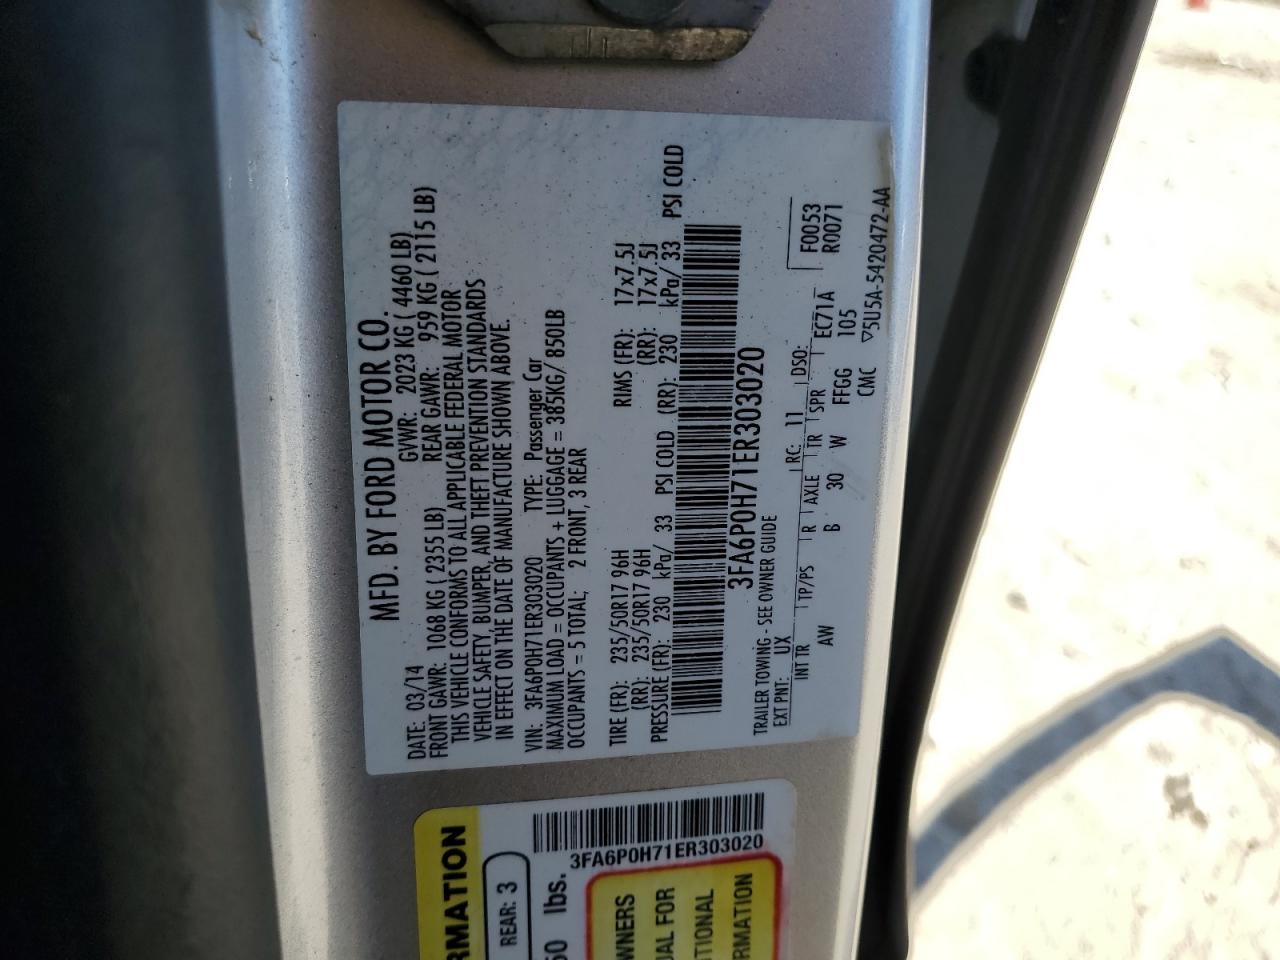 MFD. BY FORD MOTOR CO.
DATE: 03/14 GVWR: 2023 KG ( 4460 LB)
FRONT GAWR: 1068 KG ( 2355 LB) REAR GAWR: 959 KG ( 2115 LB)
THIS VEHICLE CONFORMS TO ALL APPLICABLE FEDERAL MOTOR
VEHICLE SAFETY, BUMPER, AND THEFT PREVENTION STANDARDS
IN EFFECT ON THE DATE OF MANUFACTURE SHOWN ABOVE.
VIN: 3FA6P0H71ER303020 TYPE: Passenger Car
MAXIMUM LOAD = OCCUPANTS + LUGGAGE = 385KG/ 850LB
OCCUPANTS = 5 TOTAL; 2 FRONT, 3 REAR
TIRE (FR): 235/50R17 96H RIMS (FR): 17x7.5J
(RR): 235/50R17 96H (RR): 17x7.5J
PRESSURE (FR): 230 kPa/ 33 PSI COLD (RR): 230 kPa/ 33 PSI COLD
3FA6P0H71ER303020
TRAILER TOWING - SEE OWNER GUIDE
EXT PNT: UX RC: 11 DSO: F0053
INT TR TP/PS R AXLE TR SPR EC71A R0071
AW B 30 W FFGG 105
CMC ▽5U5A-5420472-AA
RMATION
REAR: 3
3FA6P0H71ER303020
50 lbs.
WNERS
UAL FOR
TIONAL
RMATION